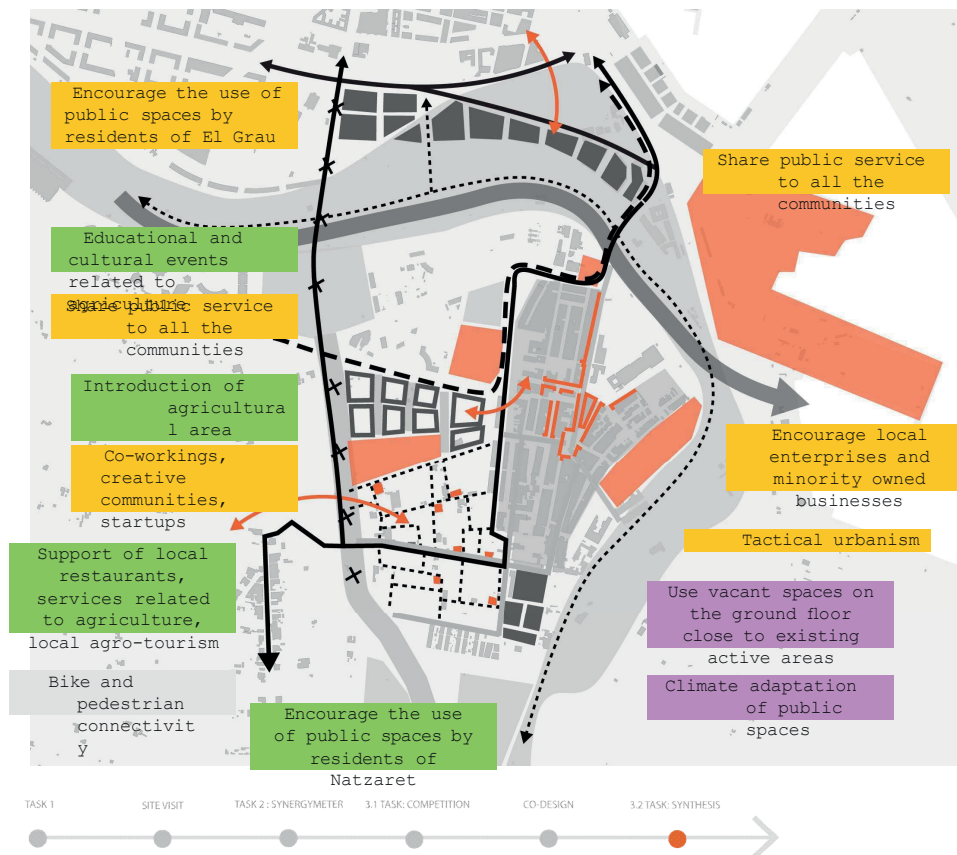 Encourage the use of
public spaces by
residents of El Grau
Share public service
to all the
communities
Educational and
cultural events
related to
agriculture
Share public service
to all the
communities
Introduction of
agricultura
l area
Co-workings,
creative
communities,
startups
Encourage local
enterprises and
minority owned
businesses
Tactical urbanism
Support of local
restaurants,
services related
to agriculture,
local agro-tourism
Use vacant spaces on
the ground floor
close to existing
active areas
Bike and
pedestrian
connectivit
y
Climate adaptation
of public
spaces
Encourage the use
of public spaces by
residents of
Natzaret
TASK 1
SITE VISIT
TASK 2 : SYNERGYMETER
3.1 TASK: COMPETITION
CO-DESIGN
3.2 TASK: SYNTHESIS